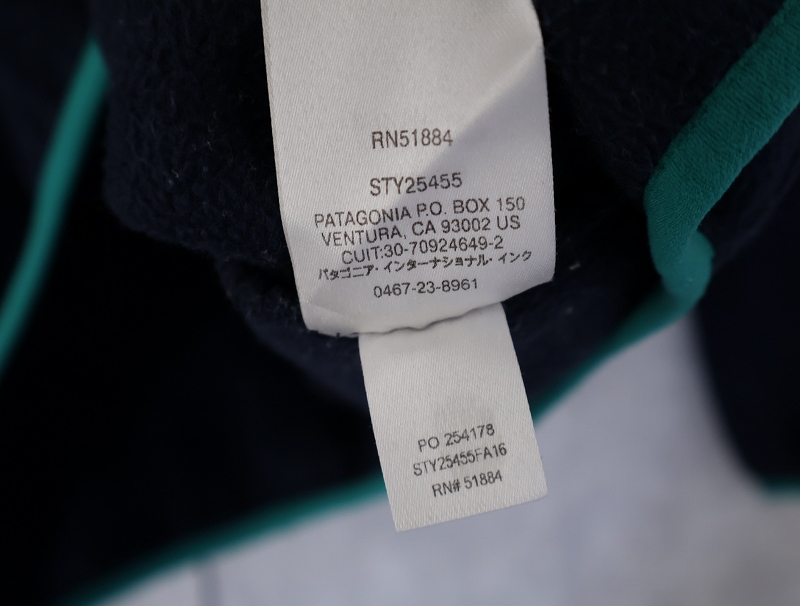 RN51884
STY25455
PATAGONIA P.O. BOX 150
VENTURA, CA 93002 US
CUIT:30-70924649-2
パタゴニア・インターナショナル・インク
0467-23-8961
PO 254178
STY25455FA16
RN# 51884